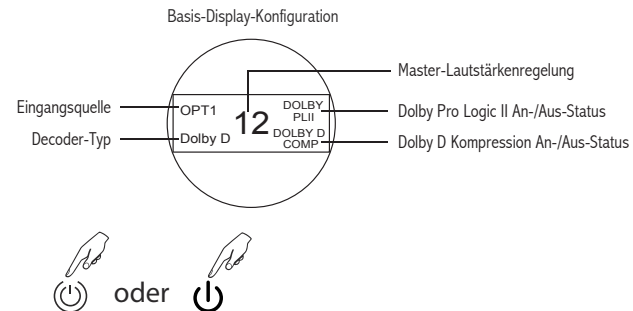 Basis-Display-Konfiguration
Master-Lautstärkenregelung
Eingangsquelle
OPT1
12
DOLBY
PLII
Dolby Pro Logic II An-/Aus-Status
Decoder-Typ
Dolby D
DOLBY D
COMP
Dolby D Kompression An-/Aus-Status
oder